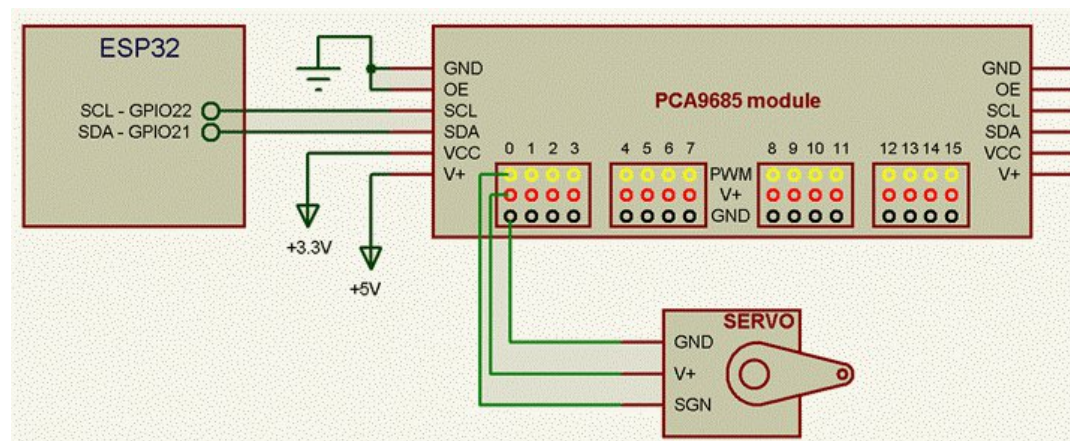 ESP32
SCL - GPIO22
SDA - GPIO21
+3.3V
+5V
GND
OE
SCL
SDA
VCC
V+
PCA9685 module
0 1 2 3 4 5 6 7 8 9 10 11 12 13 14 15
PWM
V+
GND
GND
OE
SCL
SDA
VCC
V+
SERVO
GND
V+
SGN